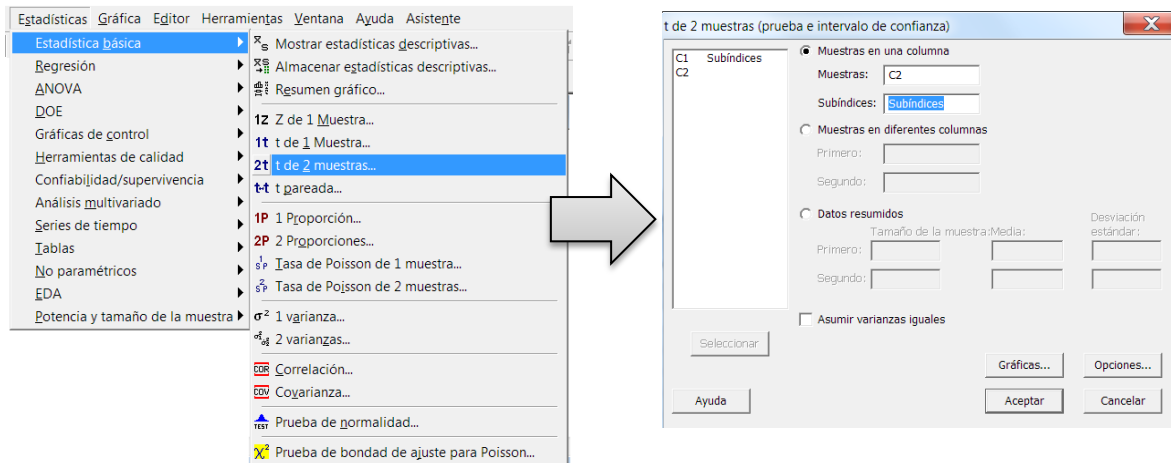 Estadísticas Gráfica Editor Herramientas Ventana Ayuda Asistente
Estadística básica
Regresión
ANOVA
DOE
Gráficas de control
Herramientas de calidad
Confiabilidad/supervivencia
Análisis multivariado
Series de tiempo
Tablas
No paramétricos
EDA
Potencia y tamaño de la muestra
Mostrar estadísticas descriptivas...
Almacenar estadísticas descriptivas...
Resumen gráfico...
1Z Z de 1 Muestra...
1t t de 1 Muestra...
2t t de 2 muestras...
t-t t pareada...
1P 1 Proporción...
2P 2 Proporciones...
Tasa de Poisson de 1 muestra...
Tasa de Poisson de 2 muestras...
σ² 1 varianza...
2 varianzas...
COR Correlación...
COV Covarianza...
TEST Prueba de normalidad...
χ² Prueba de bondad de ajuste para Poisson...
t de 2 muestras (prueba e intervalo de confianza)
C1 Subíndices
C2
Muestras en una columna
Muestras: C2
Subíndices: Subíndices
Muestras en diferentes columnas
Primero:
Segundo:
Datos resumidos
Tamaño de la muestra: Media: Desviación estándar:
Primero:
Segundo:
Asumir varianzas iguales
Seleccionar
Gráficas... Opciones...
Ayuda Aceptar Cancelar